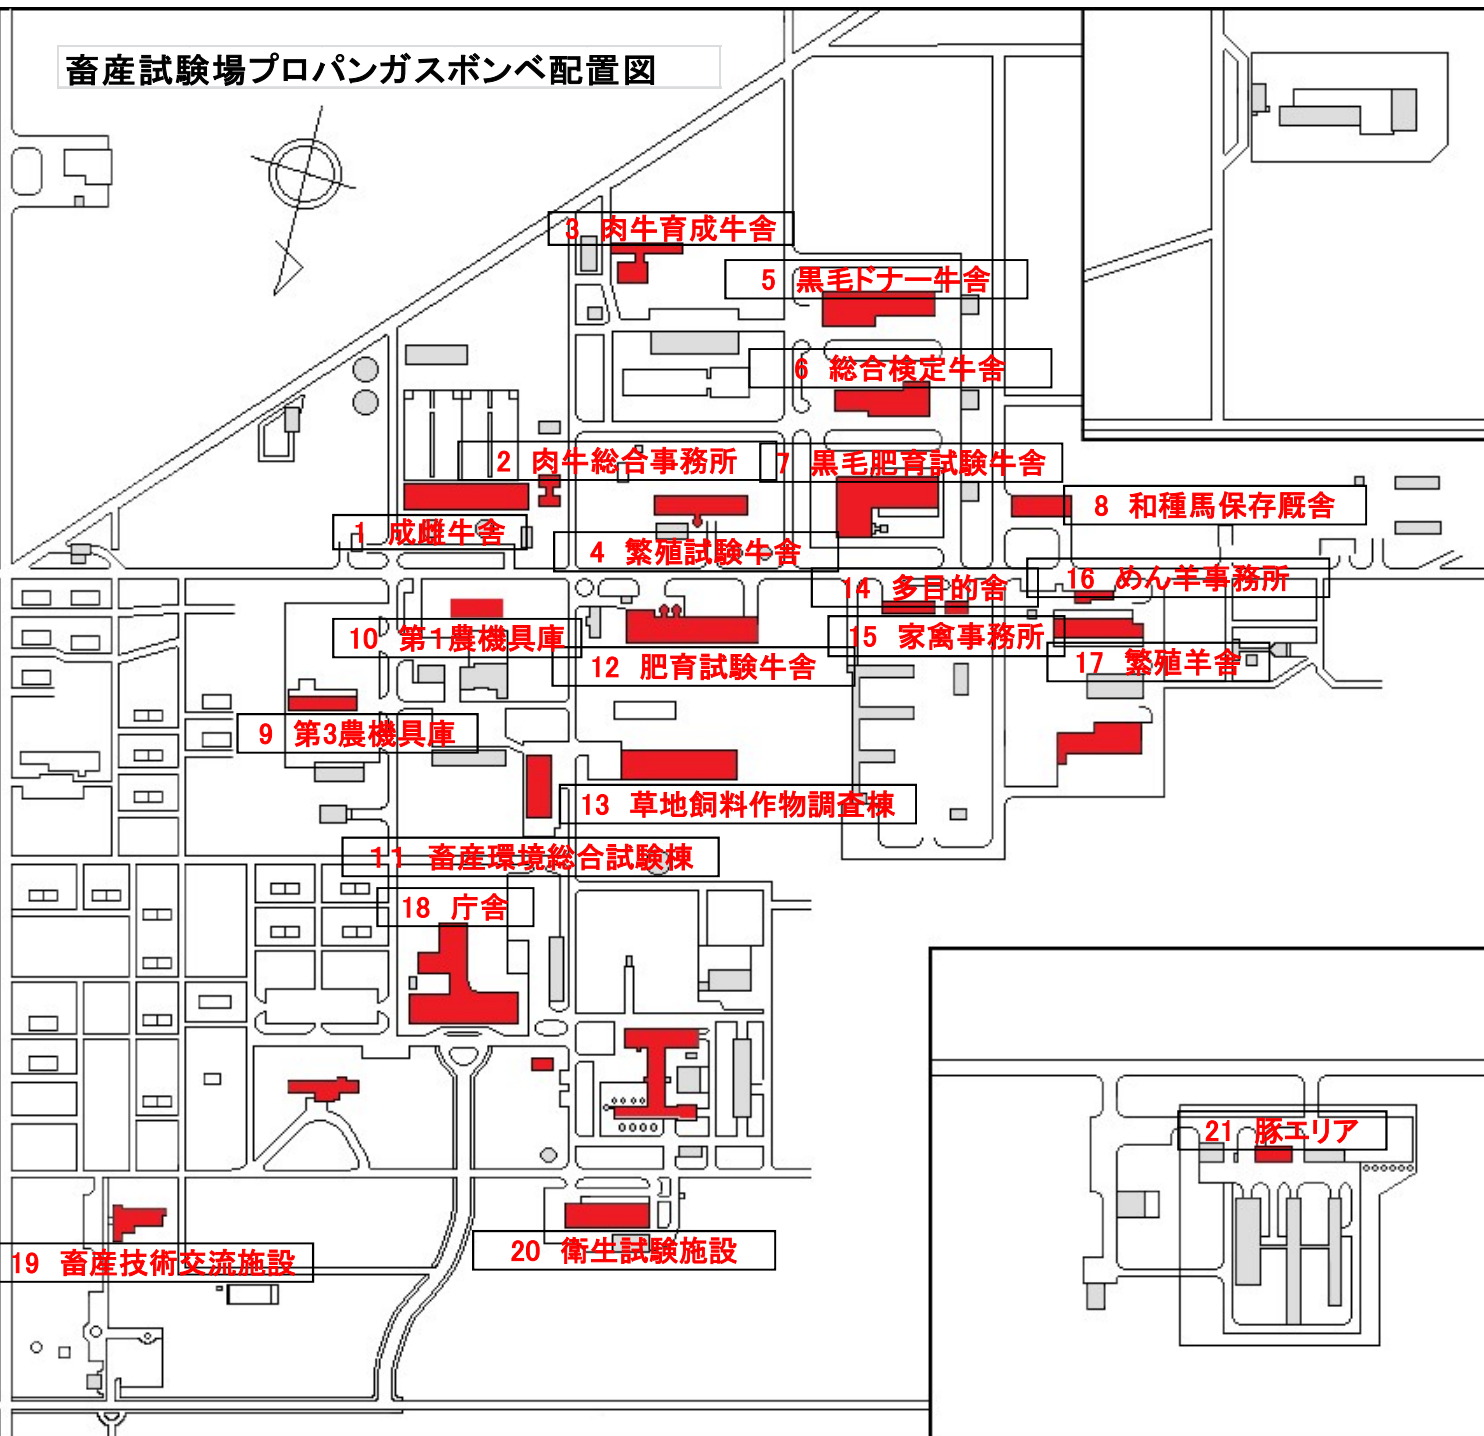 畜産試験場プロパンガスボンベ配置図
3 肉牛育成牛舎
5 黒毛ドナー牛舎
6 総合検定牛舎
2 肉牛総合事務所
7 黒毛肥育試験牛舎
8 和種馬保存厩舎
1 成雌牛舎
4 繁殖試験牛舎
14 多目的舎
16 めん羊事務所
10 第1農機具庫
15 家禽事務所
12 肥育試験牛舎
17 繁殖羊舎
9 第3農機具庫
13 草地飼料作物調査棟
11 畜産環境総合試験棟
18 庁舎
21 豚エリア
20 衛生試験施設
19 畜産技術交流施設